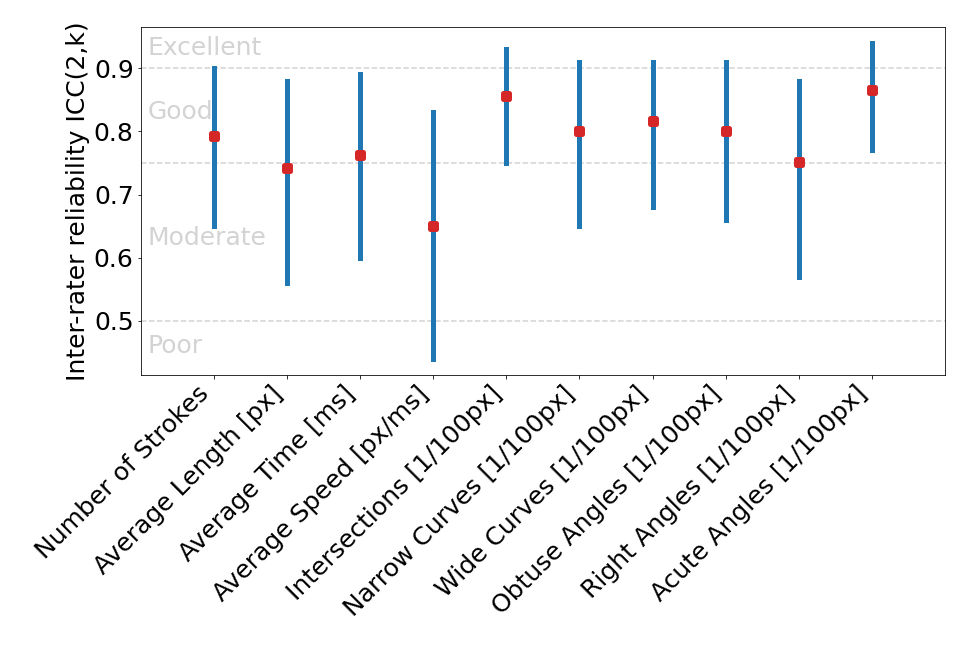 Inter-rater reliability ICC(2,k)
0.9
0.8
0.7
0.6
0.5
Excellent
Good
Moderate
Poor
Number of Strokes
Average Length [px]
Average Time [ms]
Average Speed [px/ms]
Intersections [1/100px]
Narrow Curves [1/100px]
Wide Curves [1/100px]
Obtuse Angles [1/100px]
Right Angles [1/100px]
Acute Angles [1/100px]